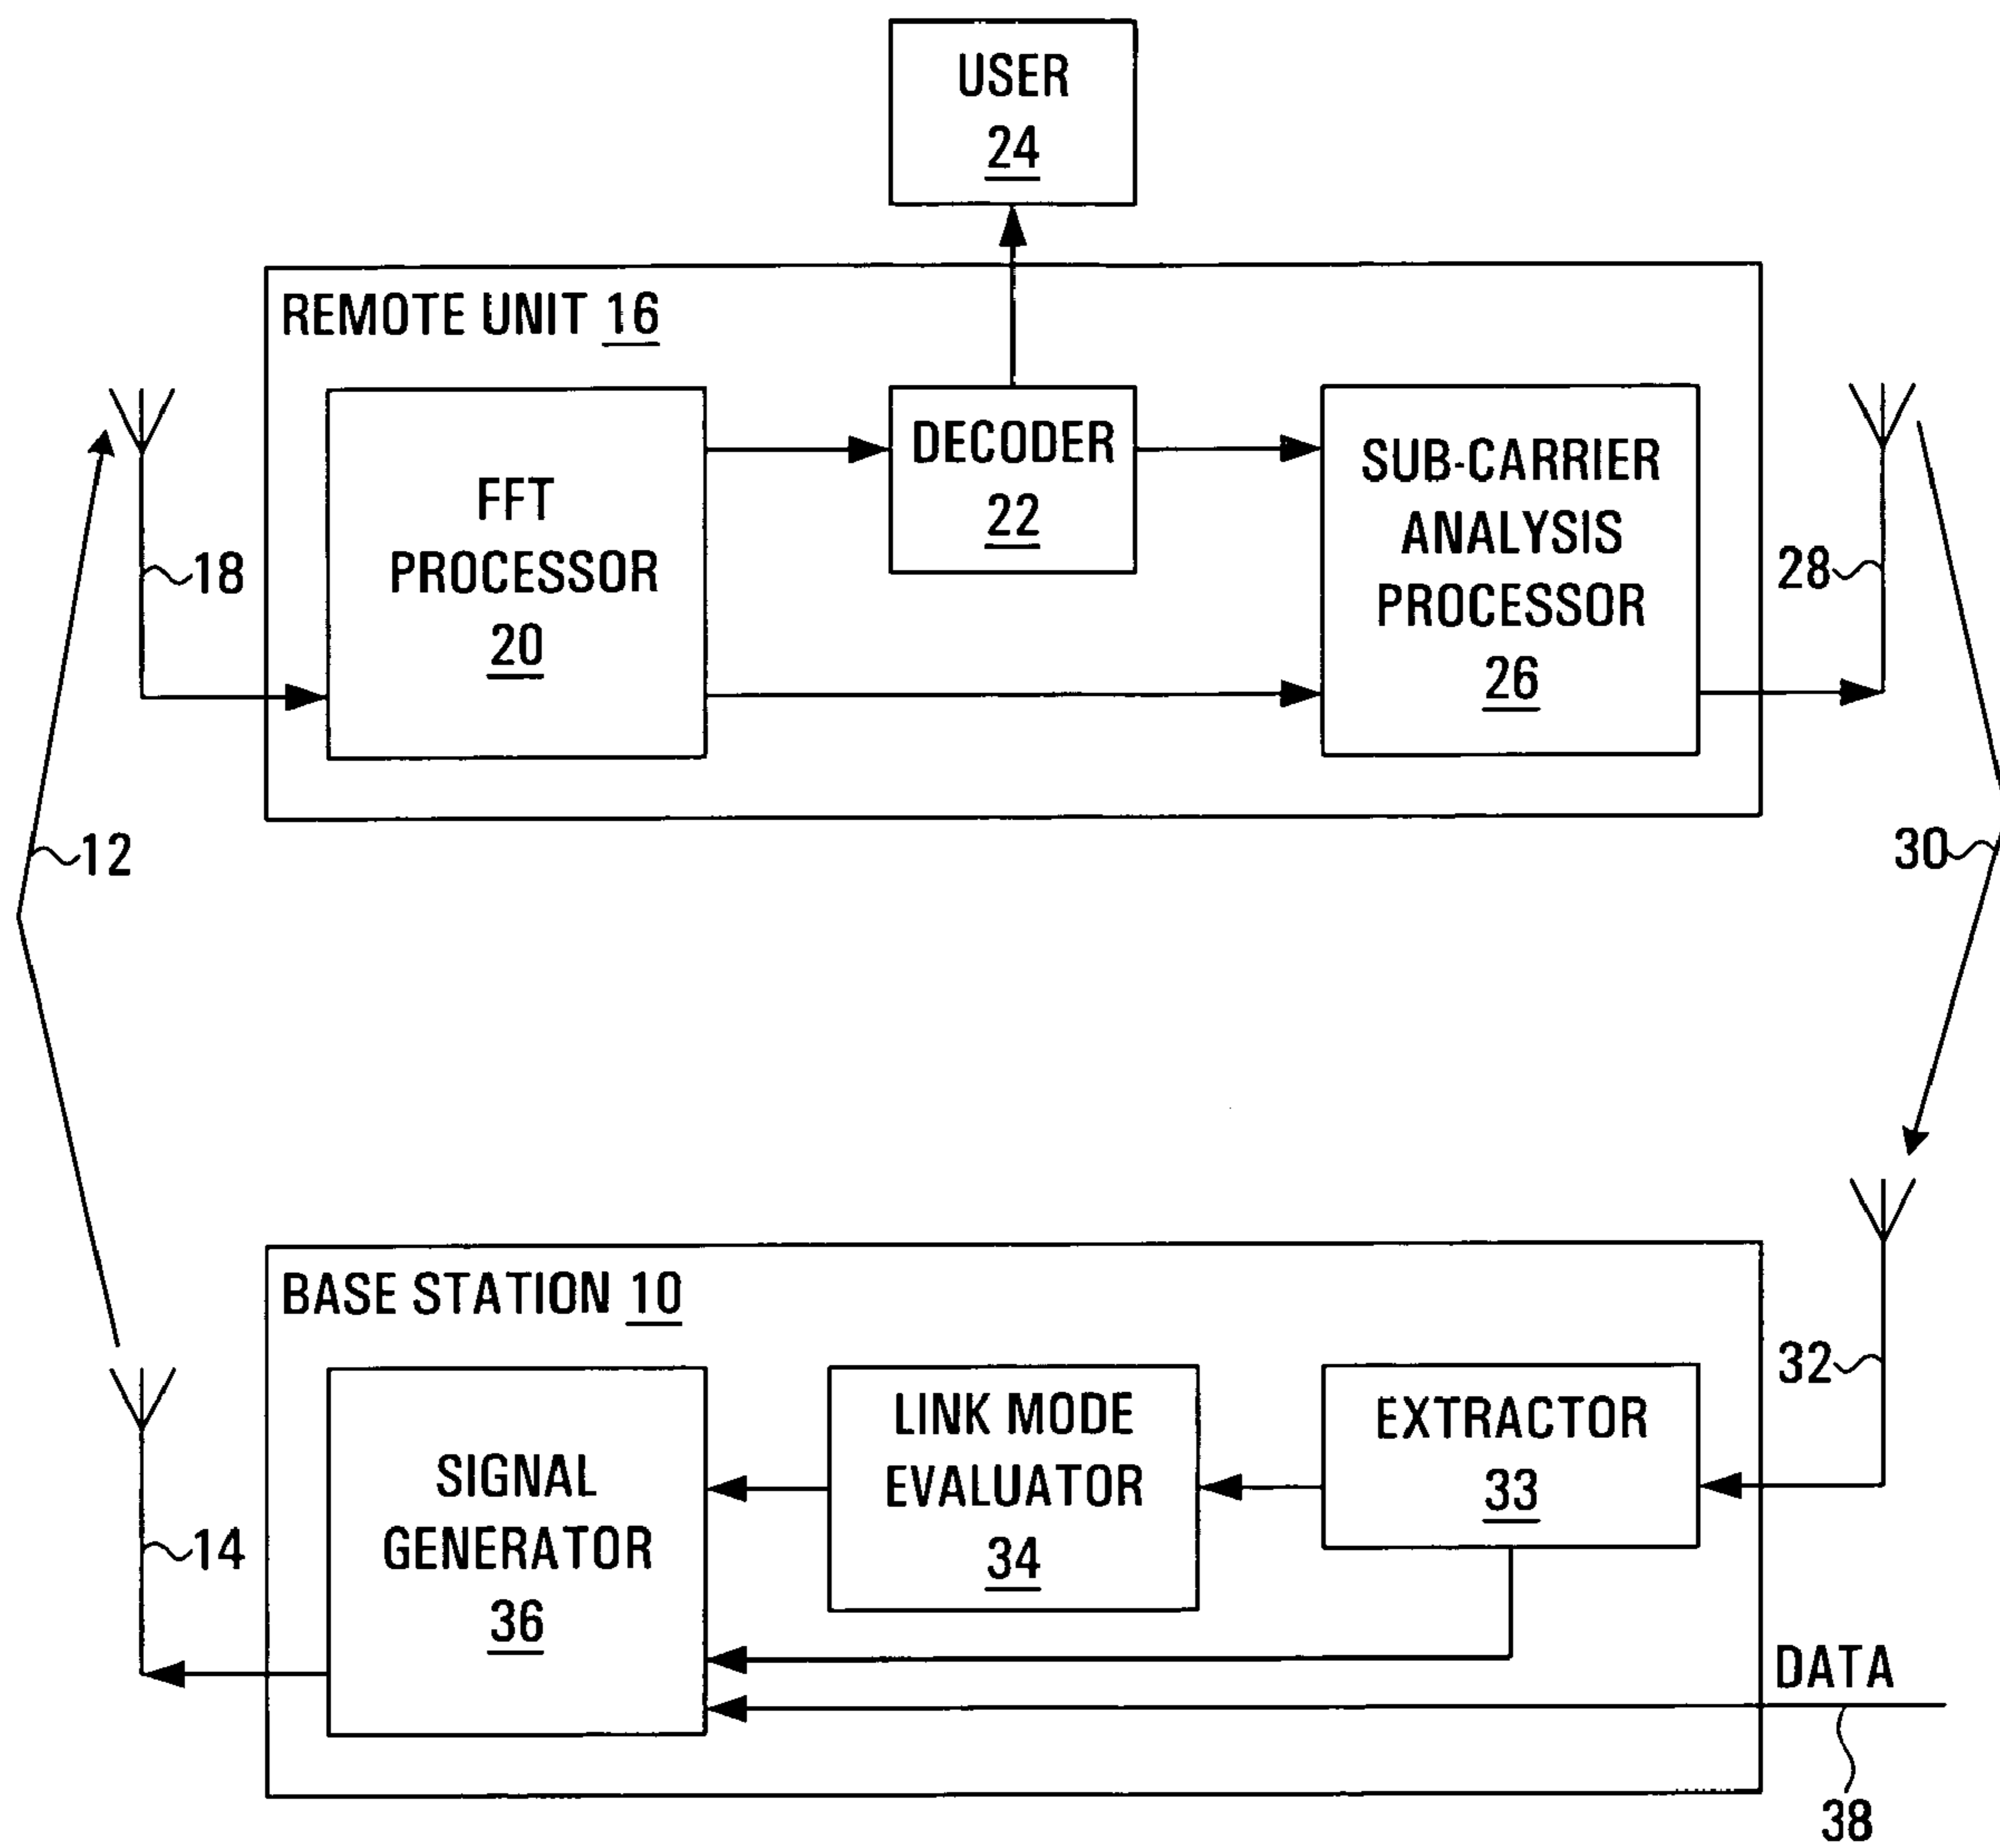 USER
24
REMOTE UNIT 16
FFT
PROCESSOR
20
DECODER
22
SUB-CARRIER
ANALYSIS
PROCESSOR
26
18
28
12
30
BASE STATION 10
SIGNAL
GENERATOR
36
LINK MODE
EVALUATOR
34
EXTRACTOR
33
32
14
DATA
38